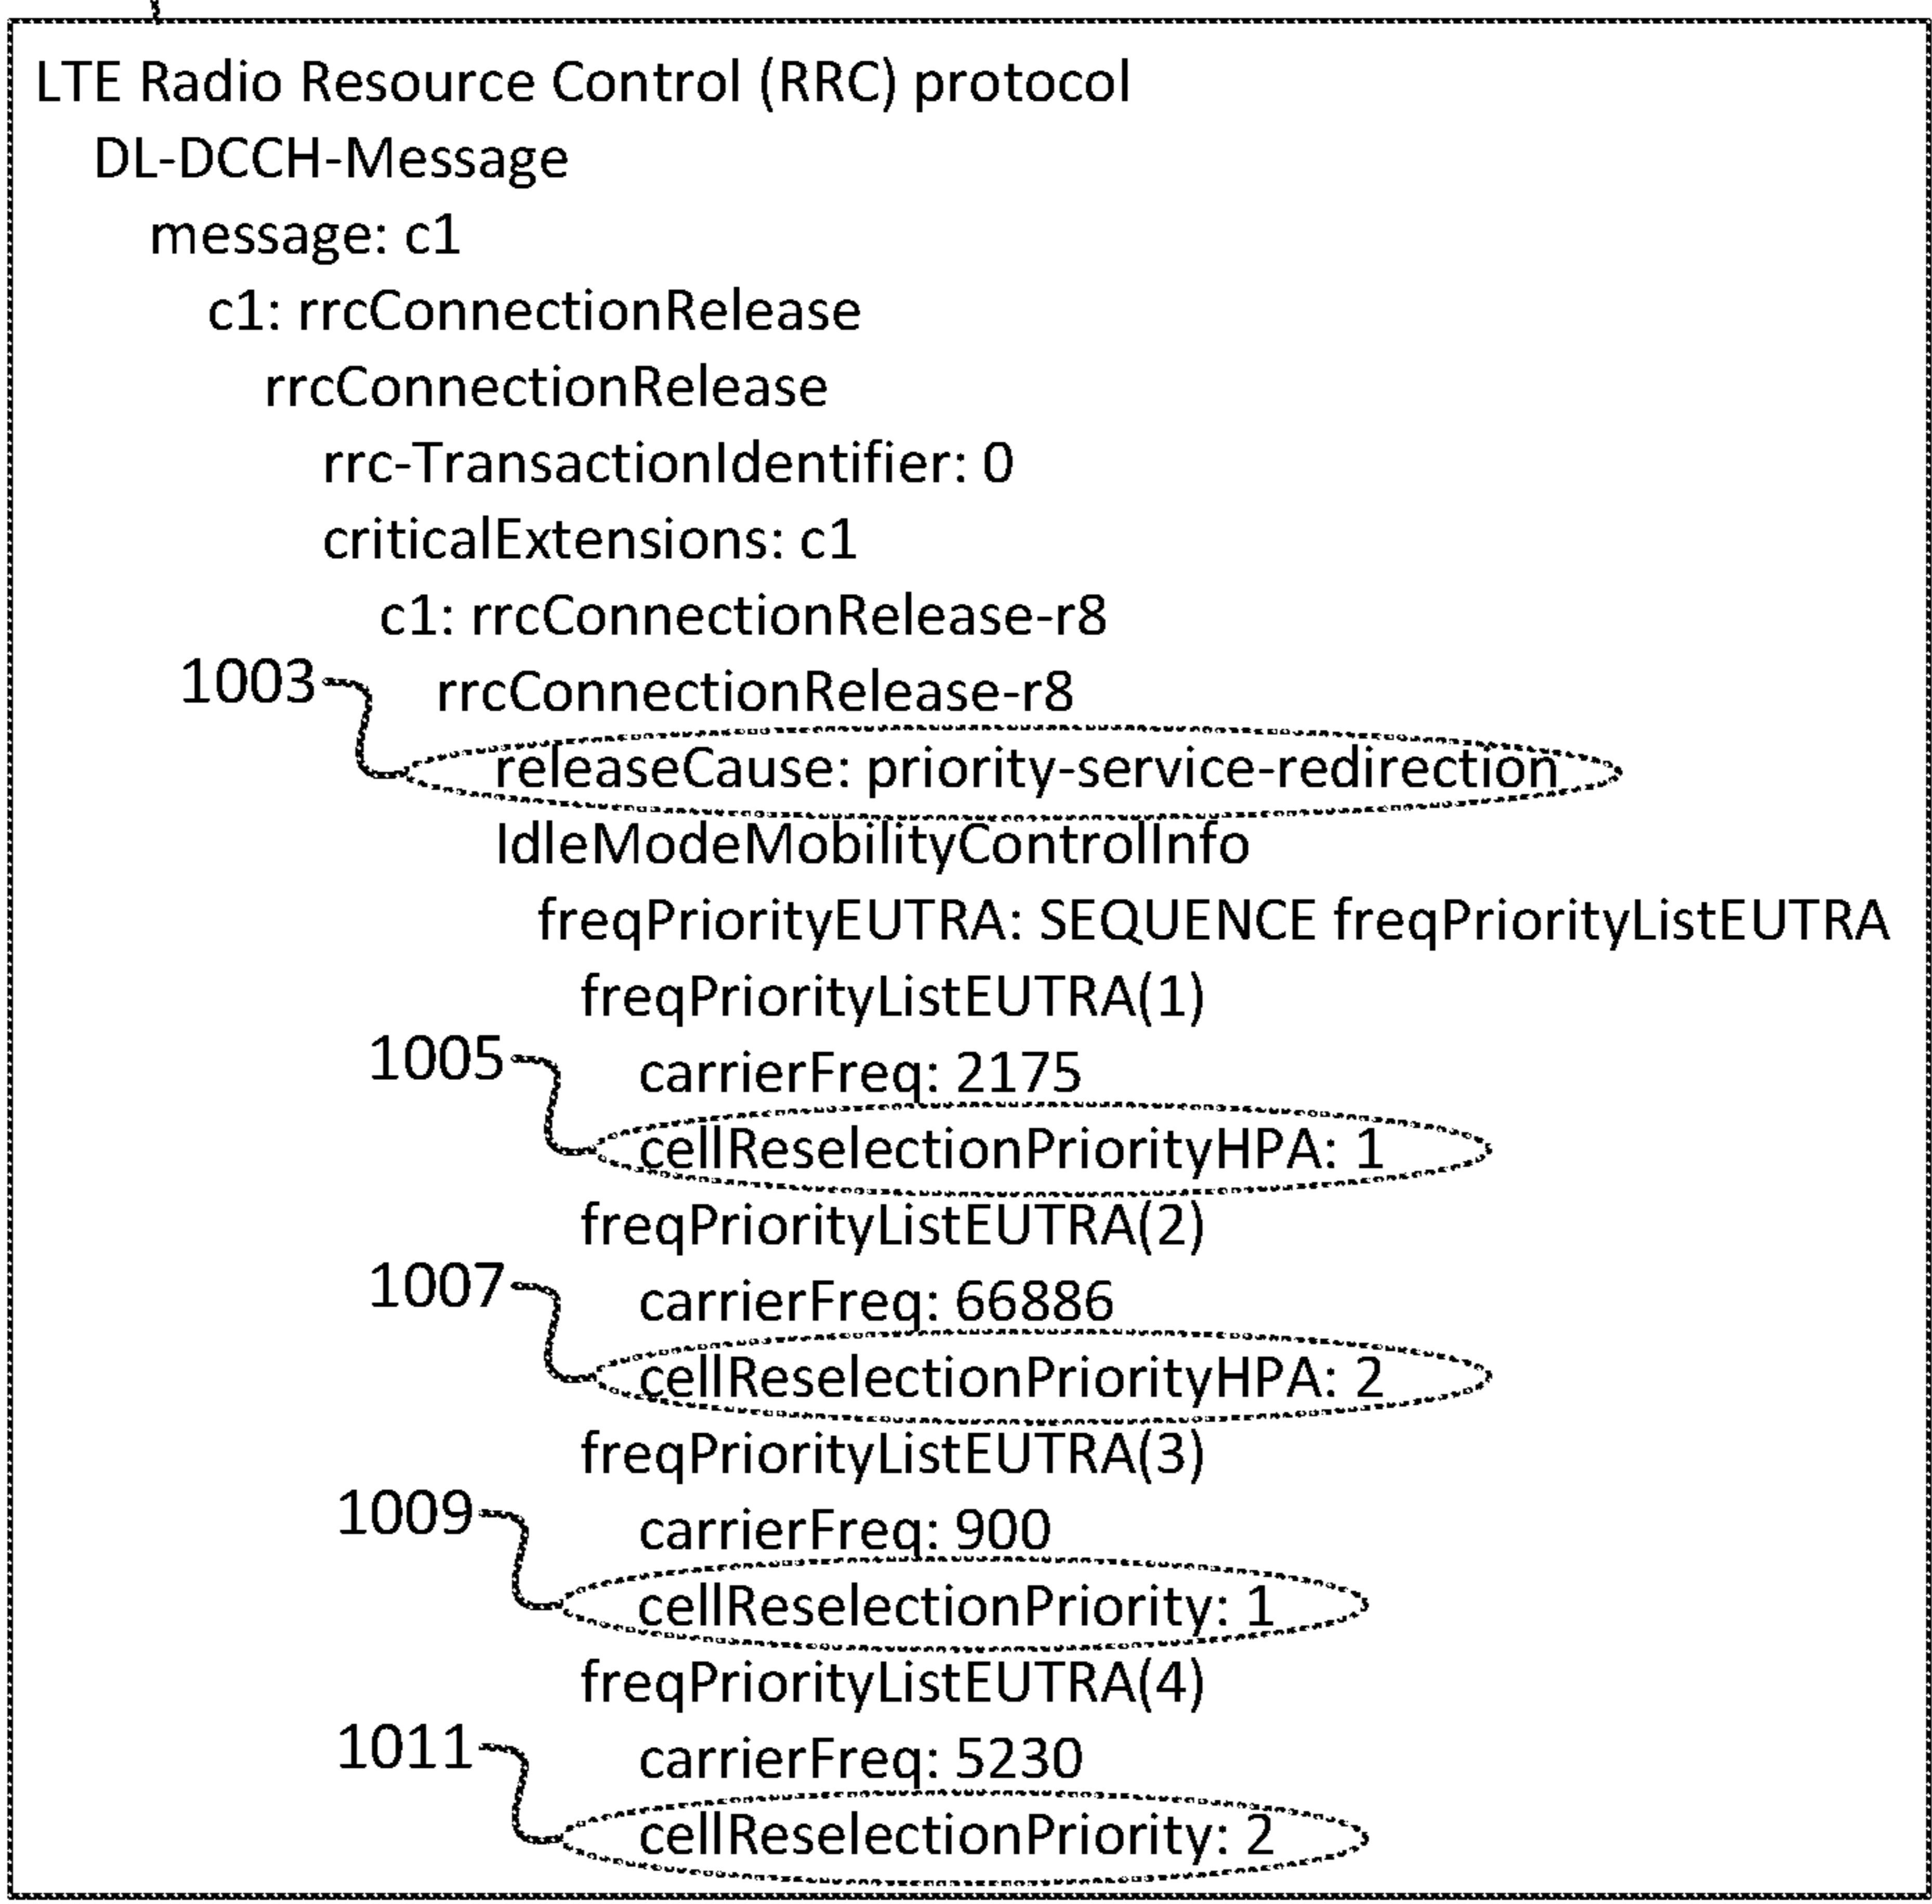 LTE Radio Resource Control (RRC) protocol
DL-DCCH-Message
message: c1
c1: rrcConnectionRelease
rrcConnectionRelease
rrc-TransactionIdentifier: 0
criticalExtensions: c1
c1: rrcConnectionRelease-r8
1003 rrcConnectionRelease-r8
releaseCause: priority-service-redirection
IdleModeMobilityControlInfo
freqPriorityEUTRA: SEQUENCE freqPriorityListEUTRA
freqPriorityListEUTRA(1)
1005 carrierFreq: 2175
cellReselectionPriorityHPA: 1
freqPriorityListEUTRA(2)
1007 carrierFreq: 66886
cellReselectionPriorityHPA: 2
freqPriorityListEUTRA(3)
1009 carrierFreq: 900
cellReselectionPriority: 1
freqPriorityListEUTRA(4)
1011 carrierFreq: 5230
cellReselectionPriority: 2